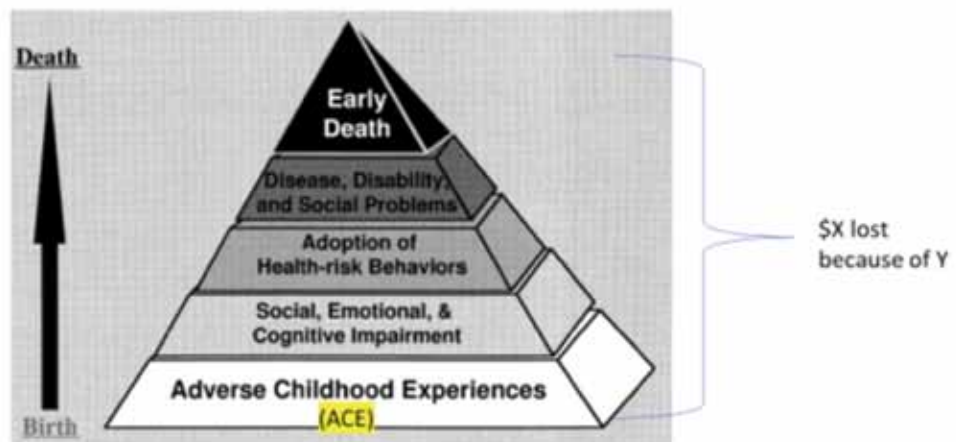 Death
Early
Death
Disease, Disability,
and Social Problems
Adoption of
Health-risk Behaviors
Social, Emotional, &
Cognitive Impairment
Adverse Childhood Experiences
(ACE)
Birth
$X lost
because of Y